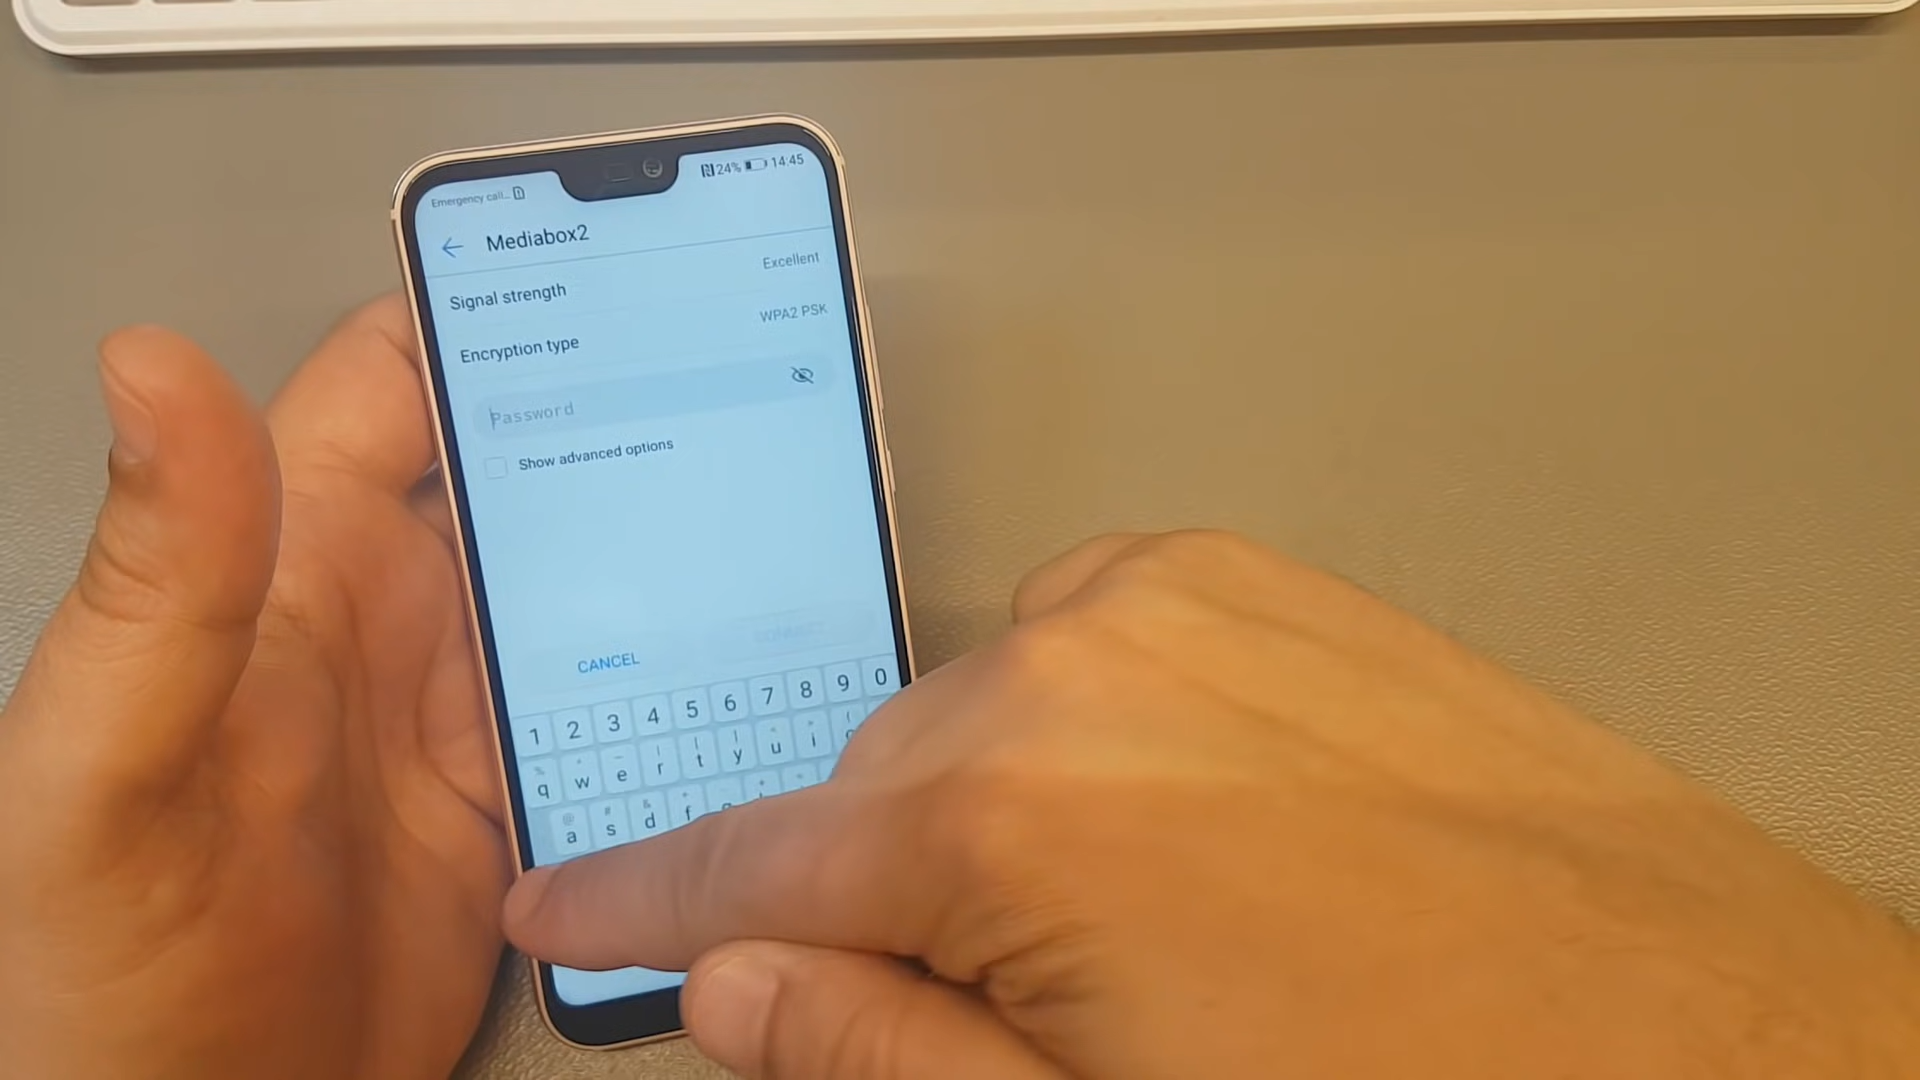 Emergency call... 24% 14:45
Mediabox2
Signal strength Excellent
Encryption type WPA2 PSK
Password
Show advanced options
CANCEL
1 2 3 4 5 6 7 8 9 0
q w e r t y u i
a s d f